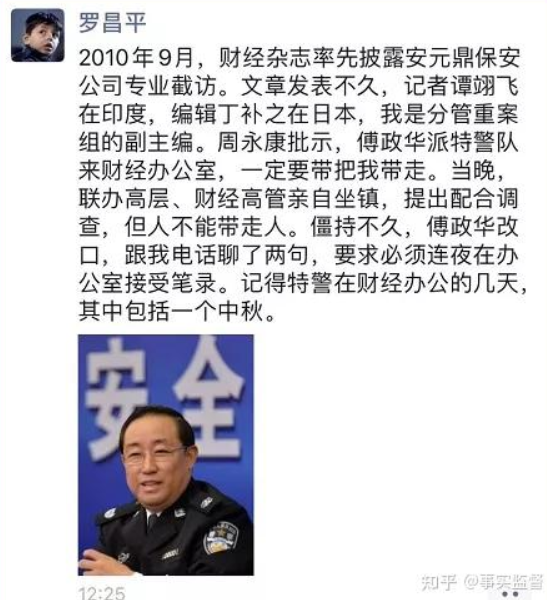 罗昌平
2010年9月，财经杂志率先披露安元鼎保安
公司专业截访。文章发表不久，记者谭翊飞
在印度，编辑丁补之在日本，我是分管重案
组的副主编。周永康批示，傅政华派特警队
来财经办公室，一定要带把我带走。当晚，
联办高层、财经高管亲自坐镇，提出配合调
查，但人不能带走人。僵持不久，傅政华改
口，跟我电话聊了两句，要求必须连夜在办
公室接受笔录。记得特警在财经办公的几天，
其中包括一个中秋。
安全
12:25
知乎 @事实监督